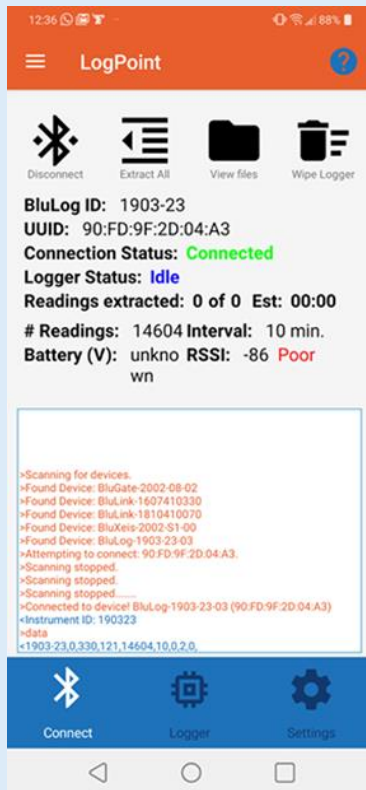 12:36 88%
LogPoint
Disconnect Extract All View files Wipe Logger
BluLog ID: 1903-23
UUID: 90:FD:9F:2D:04:A3
Connection Status: Connected
Logger Status: Idle
Readings extracted: 0 of 0 Est: 00:00
# Readings: 14604 Interval: 10 min.
Battery (V): unkno RSSI: -86 Poor
wn
>Scanning for devices.
>Found Device: BluGate-2002-08-02
>Found Device: BluLink-1607410330
>Found Device: BluLink-1810410070
>Found Device: BluXeis-2002-S1-00
>Found Device: BluLog-1903-23-03
>Attempting to connect: 90:FD:9F:2D:04:A3.
>Scanning stopped.
>Scanning stopped.
>Scanning stopped.......
>Connected to device! BluLog-1903-23-03 (90:FD:9F:2D:04:A3)
<Instrument ID: 190323
>data
<1903-23,0,330,121,14604,10,0,2,0,
Connect Logger Settings